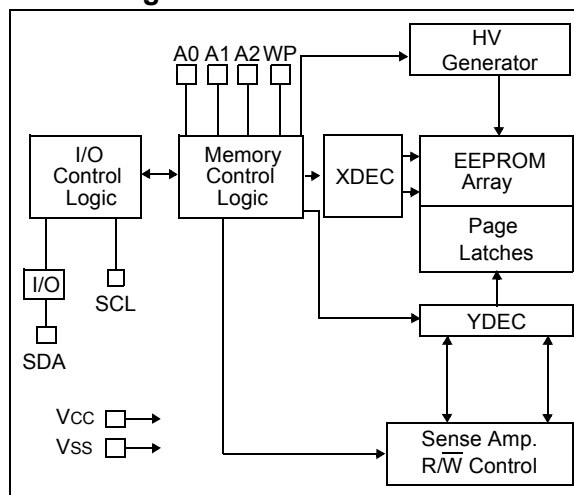 A0 A1 A2 WP
HV
Generator
I/O
Control
Logic
Memory
Control
Logic
XDEC
EEPROM
Array
Page
Latches
I/O
SCL
SDA
YDEC
VCC
VSS
Sense Amp.
R/W̅ Control